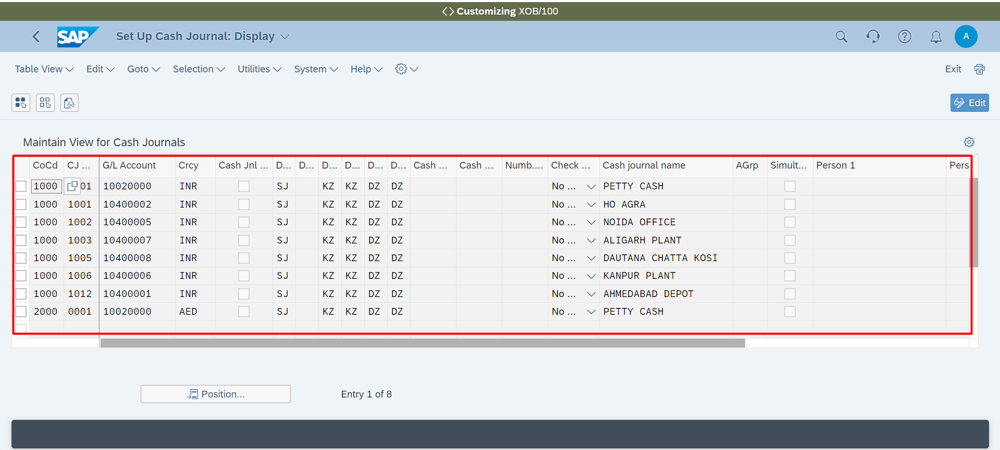 Customizing XOB/100
SAP Set Up Cash Journal: Display A
Table View Edit Goto Selection Utilities System Help Exit
Edit
Maintain View for Cash Journals
CoCd CJ ... G/L Account Crcy Cash Jnl ... D... D... D... D... D... D... Cash ... Cash ... Numb.... Check ... Cash journal name AGrp Simult... Person 1 Pers
1000 01 10020000 INR SJ KZ KZ DZ DZ No ... PETTY CASH
1000 1001 10400002 INR SJ KZ KZ DZ DZ No ... HO AGRA
1000 1002 10400005 INR SJ KZ KZ DZ DZ No ... NOIDA OFFICE
1000 1003 10400007 INR SJ KZ KZ DZ DZ No ... ALIGARH PLANT
1000 1005 10400008 INR SJ KZ KZ DZ DZ No ... DAUTANA CHATTA KOSI
1000 1006 10400006 INR SJ KZ KZ DZ DZ No ... KANPUR PLANT
1000 1012 10400001 INR SJ KZ KZ DZ DZ No ... AHMEDABAD DEPOT
2000 0001 10020000 AED SJ KZ KZ DZ DZ No ... PETTY CASH
Position... Entry 1 of 8